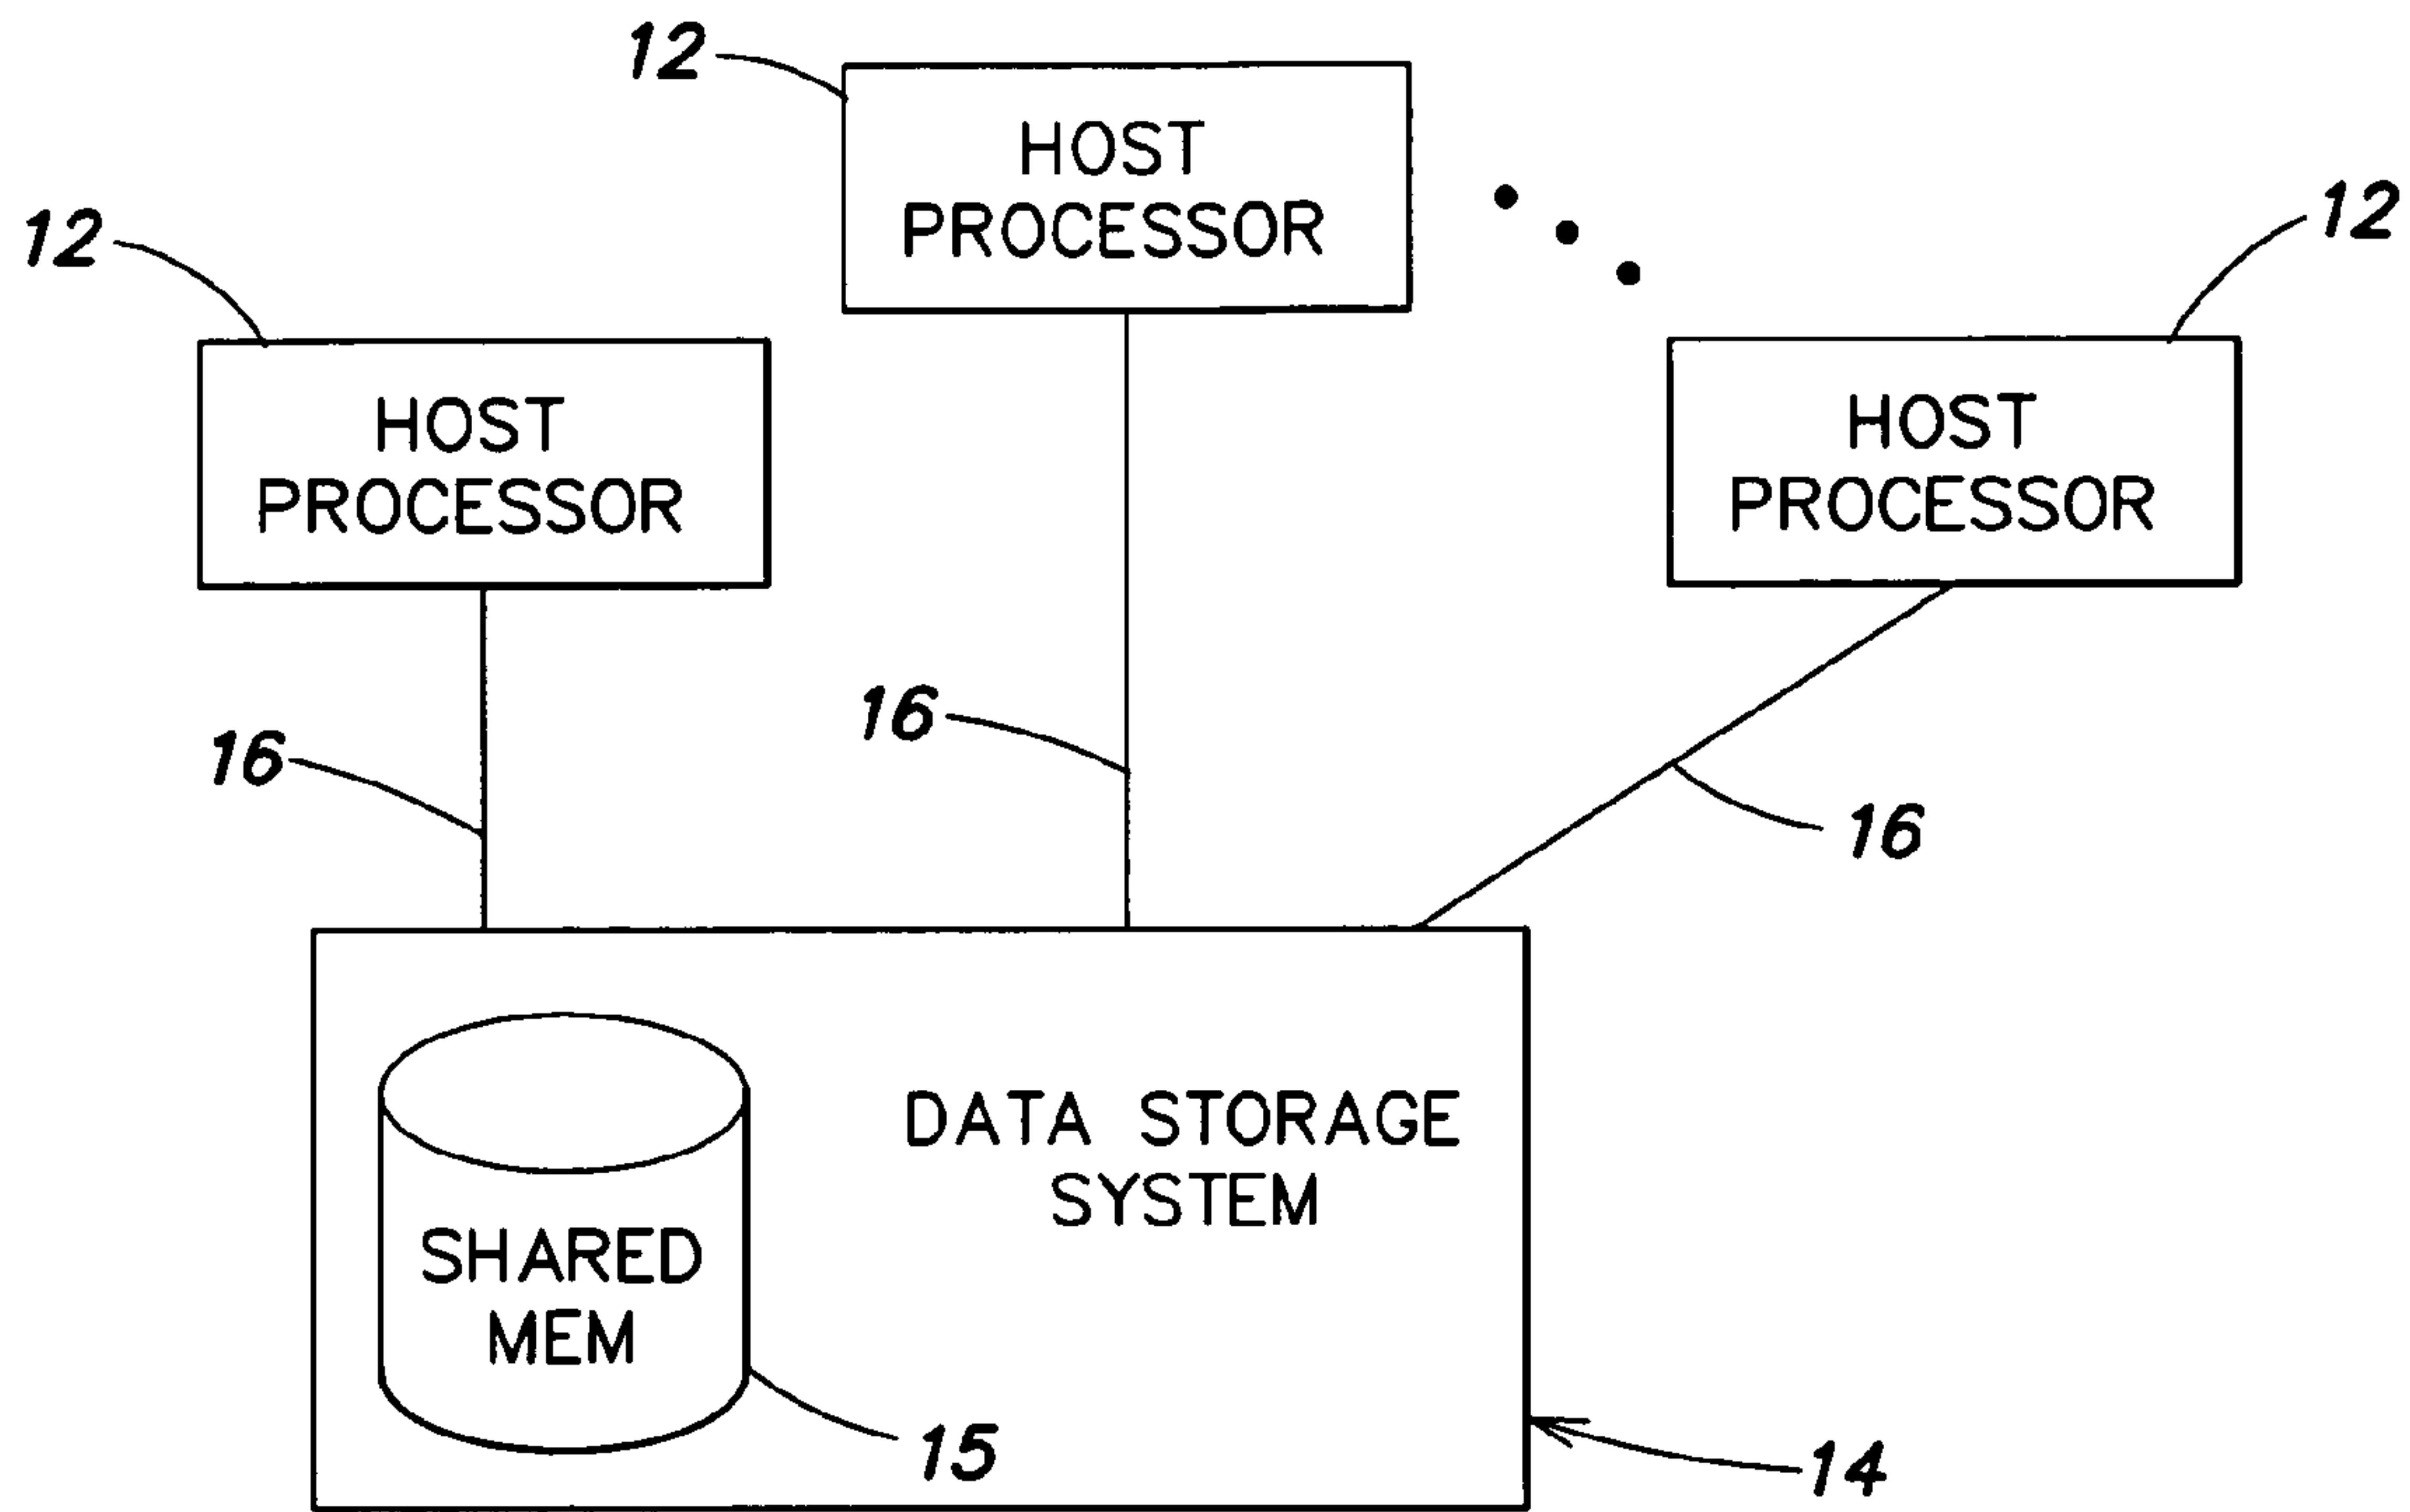 12
HOST
PROCESSOR
12
HOST
PROCESSOR
12
HOST
PROCESSOR
16
16
16
DATA STORAGE
SYSTEM
SHARED
MEM
15
14